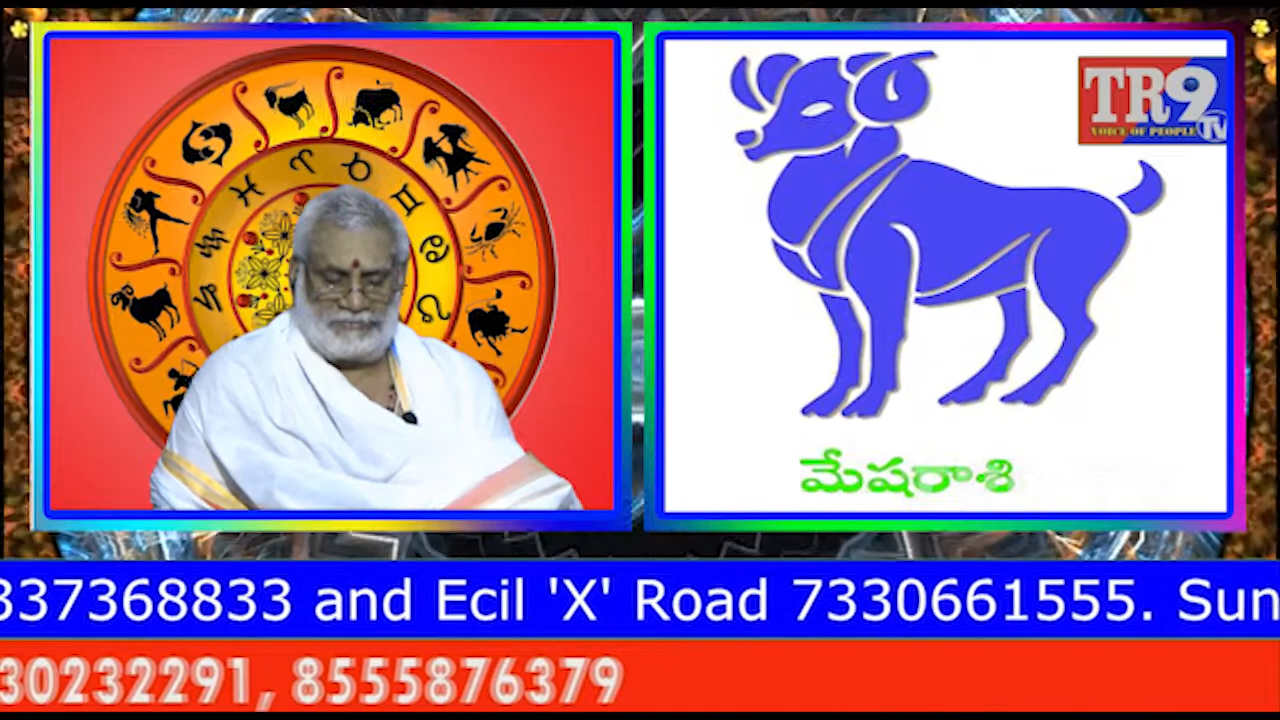 TR9
TV
VOICE OF PEOPLE
మేషరాశి
337368833 and Ecil 'X' Road 7330661555. Sun
30232291, 8555876379